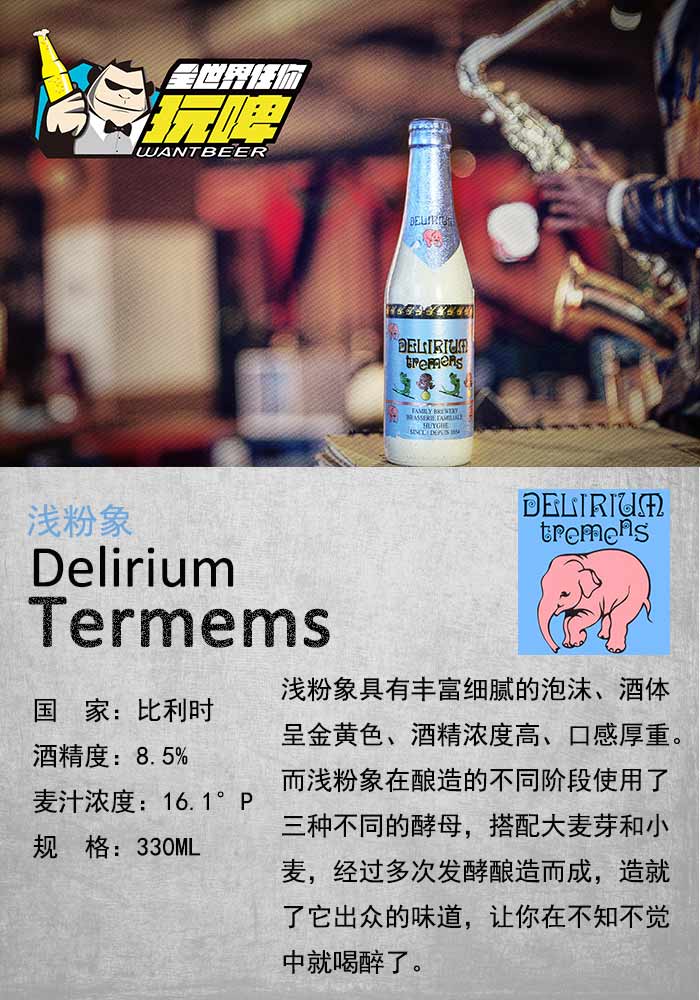 全世界任你
玩啤
WANTBEER
DELIRIUM
DELIRIUM
tremens
FAMILY BREWERY
BRASSERIE FAMILIALE
HUYGHE
SINCE / DEPUIS 1654
浅粉象
Delirium
Termems
DELIRIUM
tremens
国 家：比利时
酒精度：8.5%
麦汁浓度：16.1°P
规 格：330ML
浅粉象具有丰富细腻的泡沫、酒体
呈金黄色、酒精浓度高、口感厚重。
而浅粉象在酿造的不同阶段使用了
三种不同的酵母，搭配大麦芽和小
麦，经过多次发酵酿造而成，造就
了它出众的味道，让你在不知不觉
中就喝醉了。